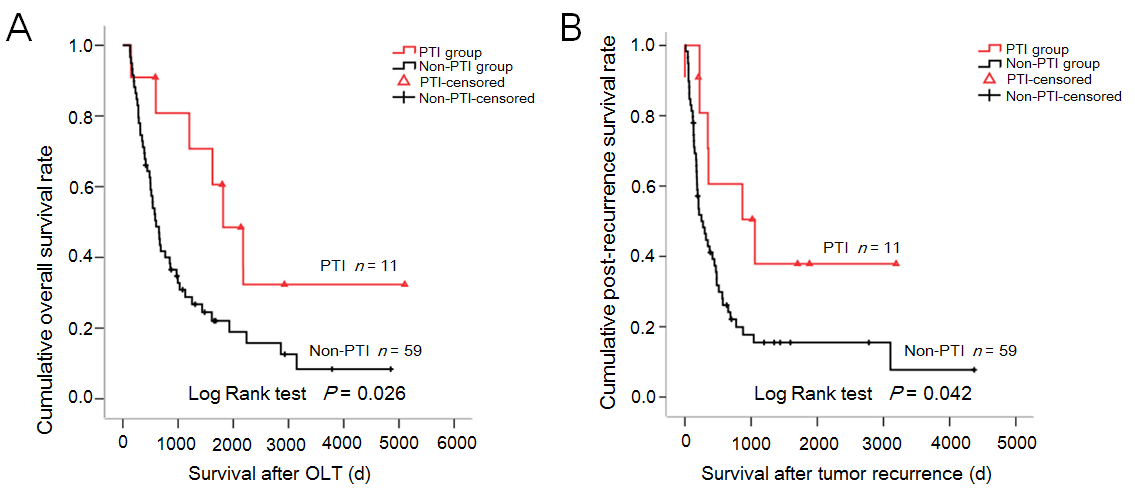 A
Cumulative overall survival rate
1.0
0.8
0.6
0.4
0.2
0.0
PTI group
Non-PTI group
PTI-censored
Non-PTI-censored
PTI n = 11
Non-PTI n = 59
Log Rank test P = 0.026
0 1000 2000 3000 4000 5000 6000
Survival after OLT (d)
B
Cumulative post-recurrence survival rate
1.0
0.8
0.6
0.4
0.2
0.0
PTI group
Non-PTI group
PTI-censored
Non-PTI-censored
PTI n = 11
Non-PTI n = 59
Log Rank test P = 0.042
0 1000 2000 3000 4000 5000
Survival after tumor recurrence (d)